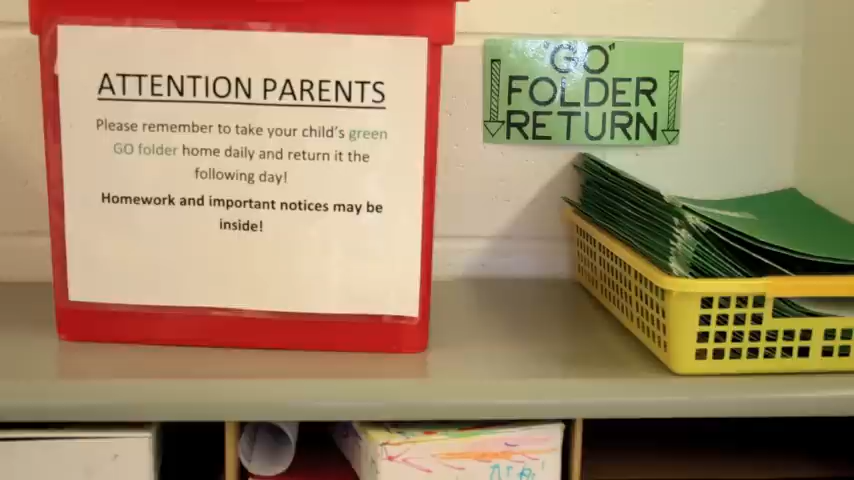 ATTENTION PARENTS
Please remember to take your child's green
GO folder home daily and return it the
following day!
Homework and important notices may be
inside!
"GO"
FOLDER
RETURN